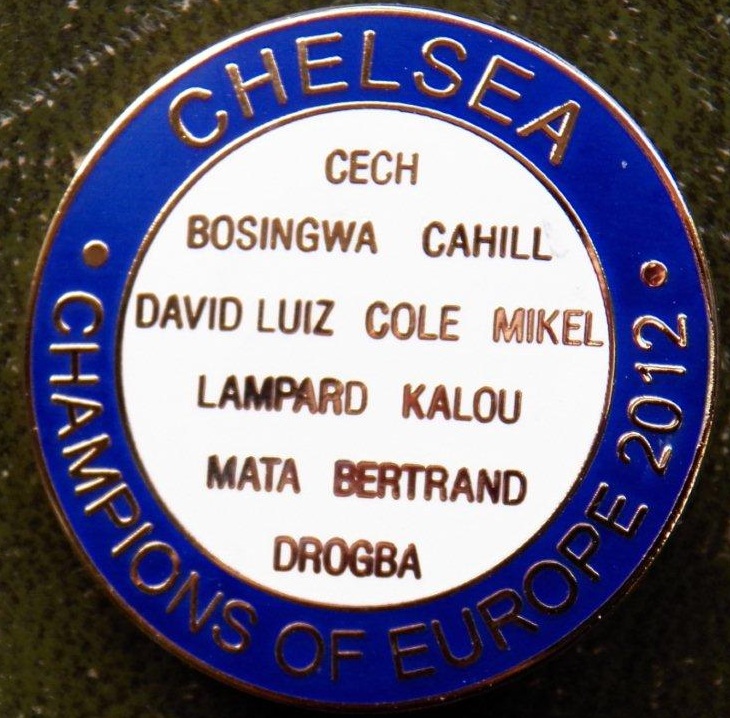 CHELSEA
CECH
BOSINGWA CAHILL
DAVID LUIZ COLE MIKEL
LAMPARD KALOU
MATA BERTRAND
DROGBA
CHAMPIONS OF EUROPE 2012